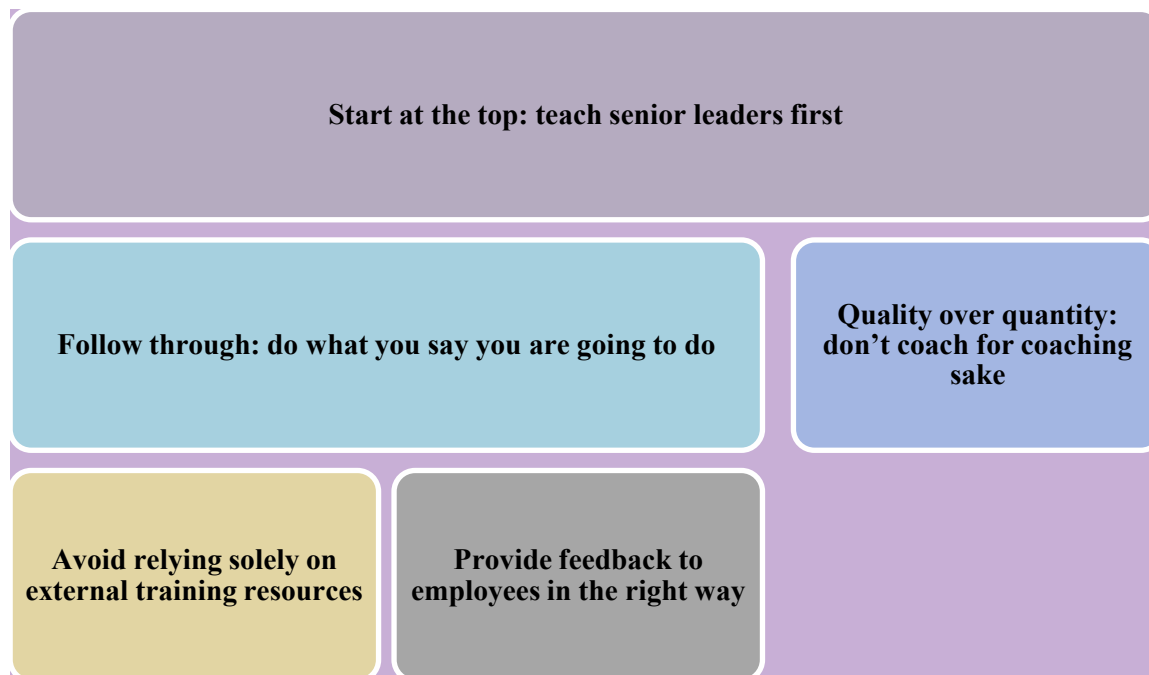 Start at the top: teach senior leaders first
Follow through: do what you say you are going to do
Quality over quantity:
don’t coach for coaching
sake
Avoid relying solely on
external training resources
Provide feedback to
employees in the right way